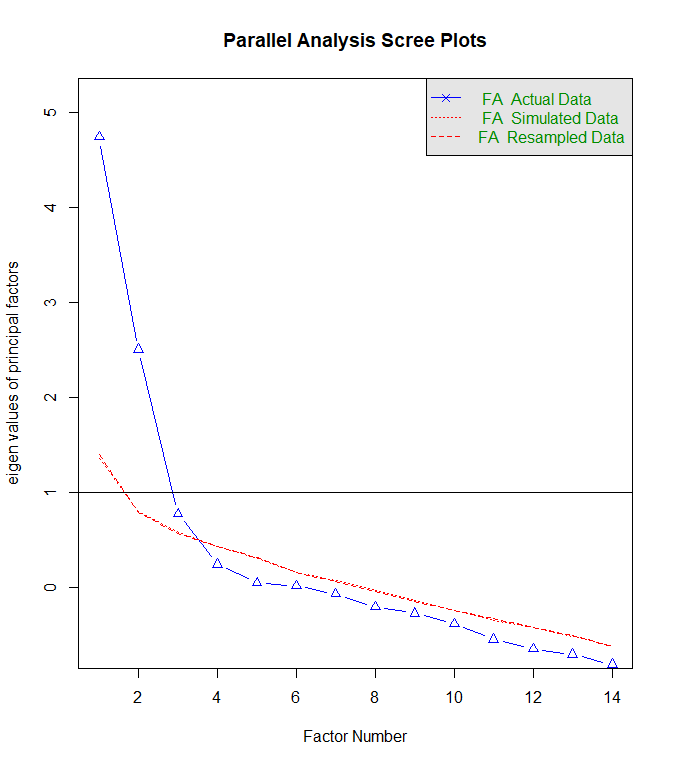 Parallel Analysis Scree Plots
FA Actual Data
FA Simulated Data
FA Resampled Data
eigen values of principal factors
5
4
3
2
1
0
2 4 6 8 10 12 14
Factor Number